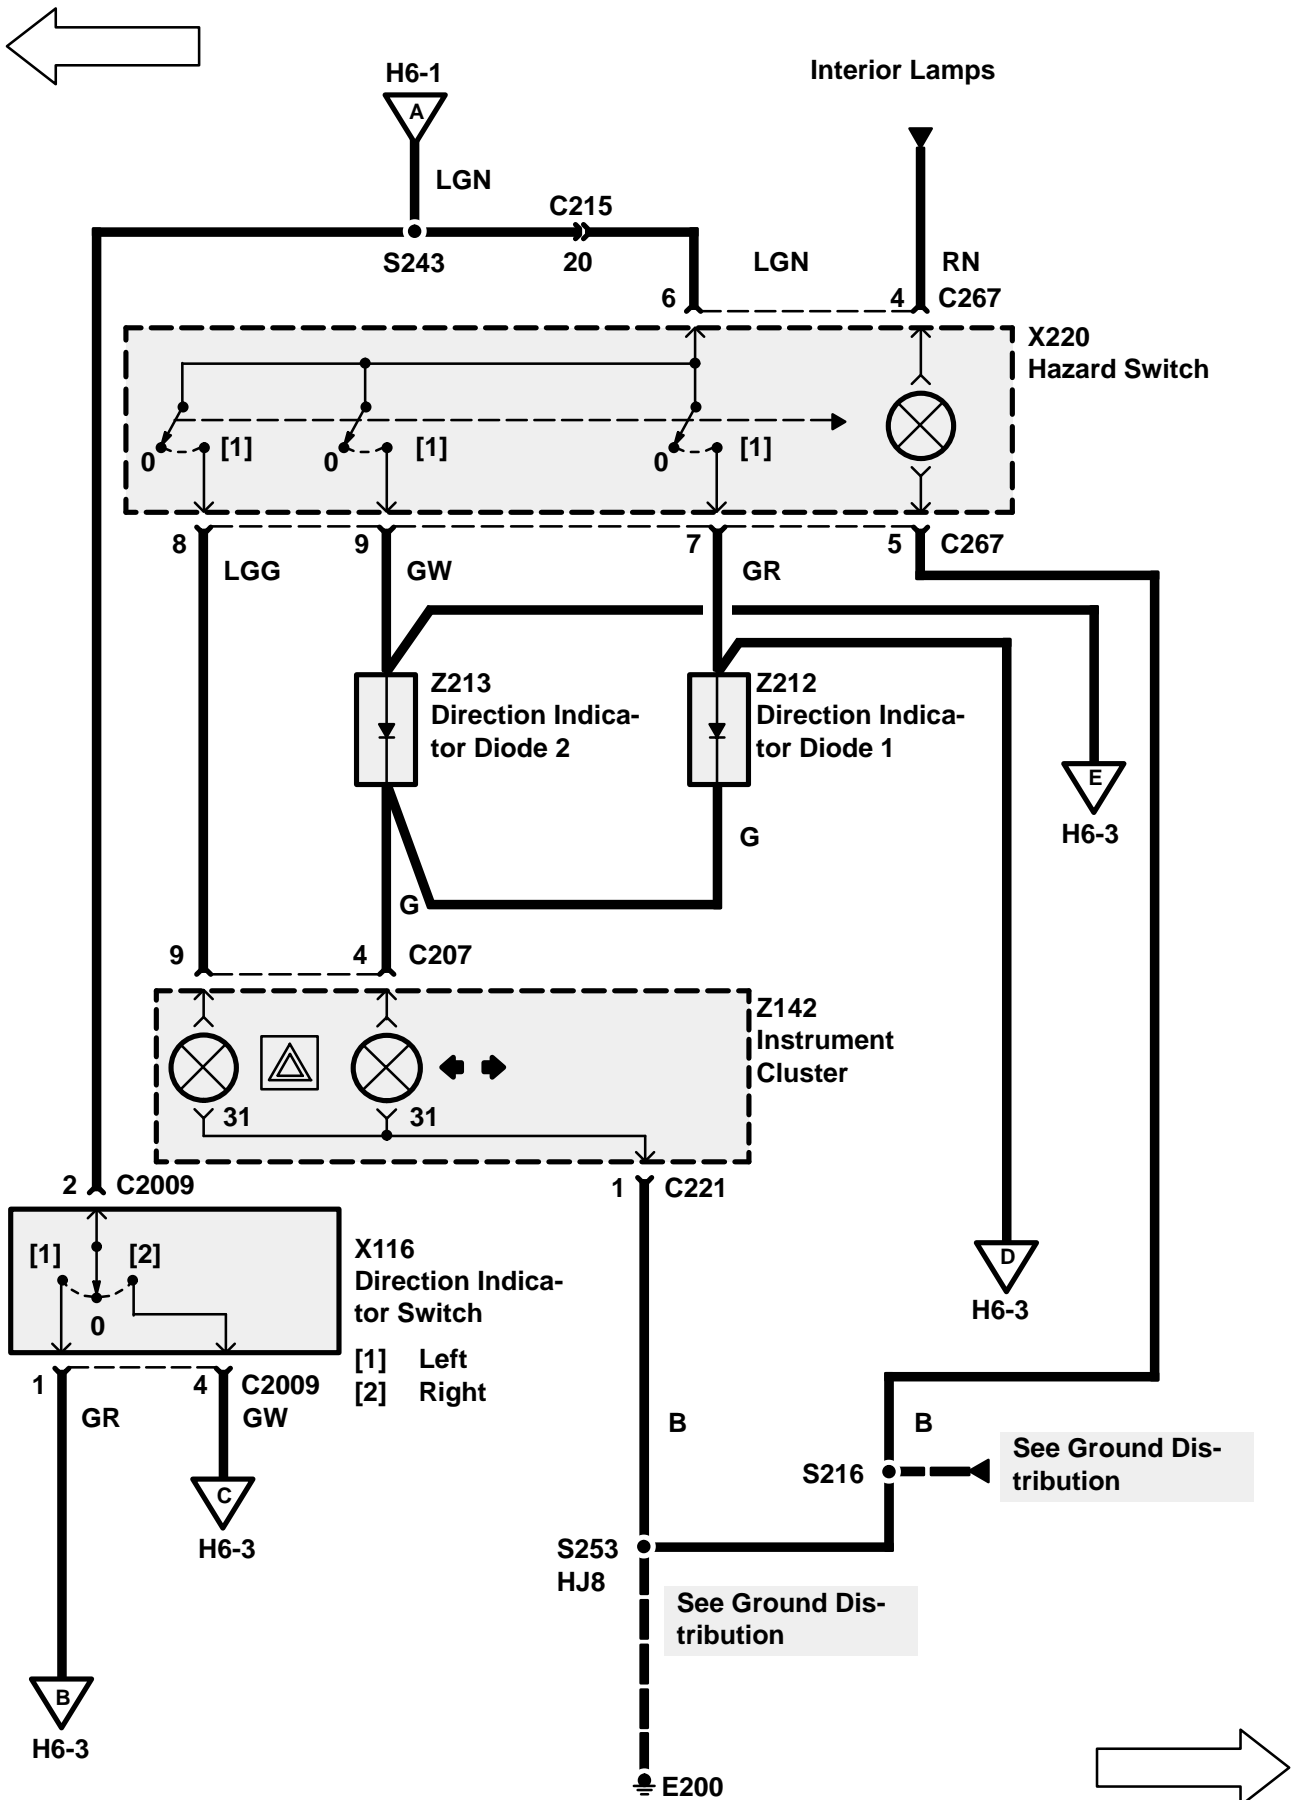 H6-1
Interior Lamps
A
LGN
C215
S243
20
LGN
RN
6
4
C267
X220
Hazard Switch
0
[1]
0
[1]
0
[1]
8
9
7
5
C267
LGG
GW
GR
Z213
Direction Indica-
tor Diode 2
Z212
Direction Indica-
tor Diode 1
E
H6-3
G
G
9
4
C207
Z142
Instrument
Cluster
31
31
2
C2009
1
C221
[1]
[2]
0
X116
Direction Indica-
tor Switch
[1] Left
[2] Right
D
H6-3
1
4
C2009
GR
GW
B
B
See Ground Dis-
tribution
S216
C
H6-3
S253
HJ8
See Ground Dis-
tribution
B
H6-3
E200